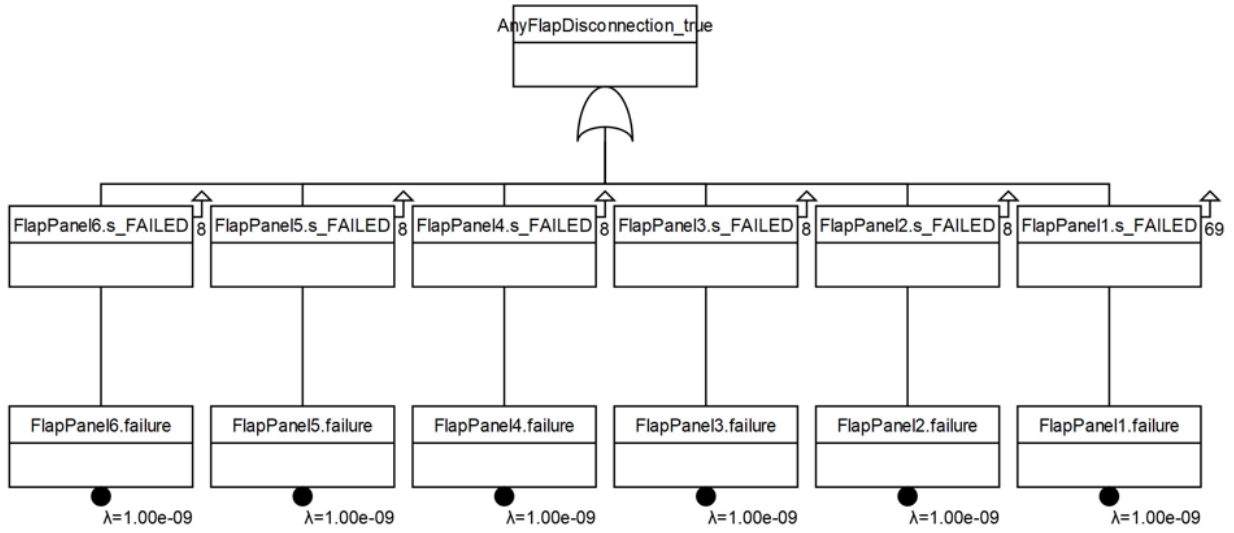 AnyFlapDisconnection_true
FlapPanel6.s_FAILED 8 FlapPanel5.s_FAILED 8 FlapPanel4.s_FAILED 8 FlapPanel3.s_FAILED 8 FlapPanel2.s_FAILED 8 FlapPanel1.s_FAILED 69
FlapPanel6.failure FlapPanel5.failure FlapPanel4.failure FlapPanel3.failure FlapPanel2.failure FlapPanel1.failure
λ=1.00e-09 λ=1.00e-09 λ=1.00e-09 λ=1.00e-09 λ=1.00e-09 λ=1.00e-09